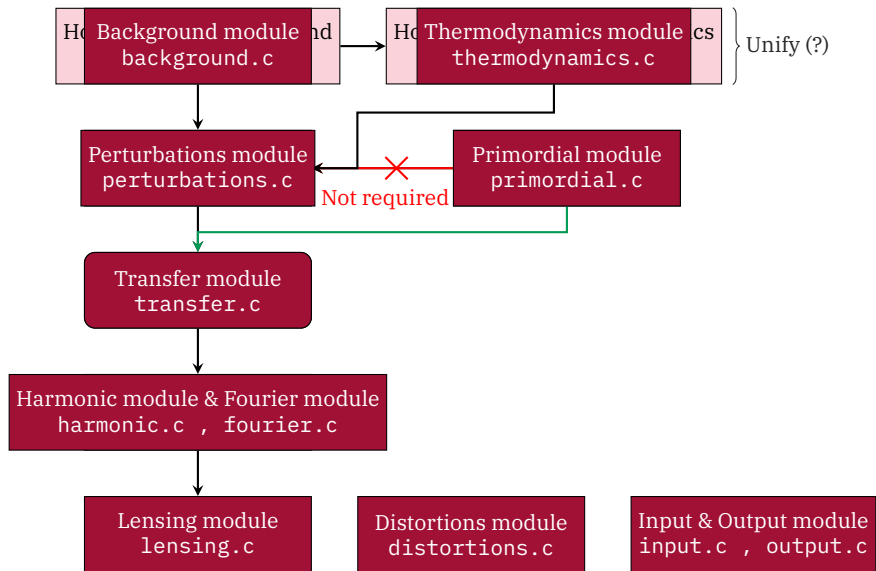 Background module
background.c
Thermodynamics module
thermodynamics.c
Unify (?)
Perturbations module
perturbations.c
Not required
Primordial module
primordial.c
Transfer module
transfer.c
Harmonic module & Fourier module
harmonic.c , fourier.c
Lensing module
lensing.c
Distortions module
distortions.c
Input & Output module
input.c , output.c